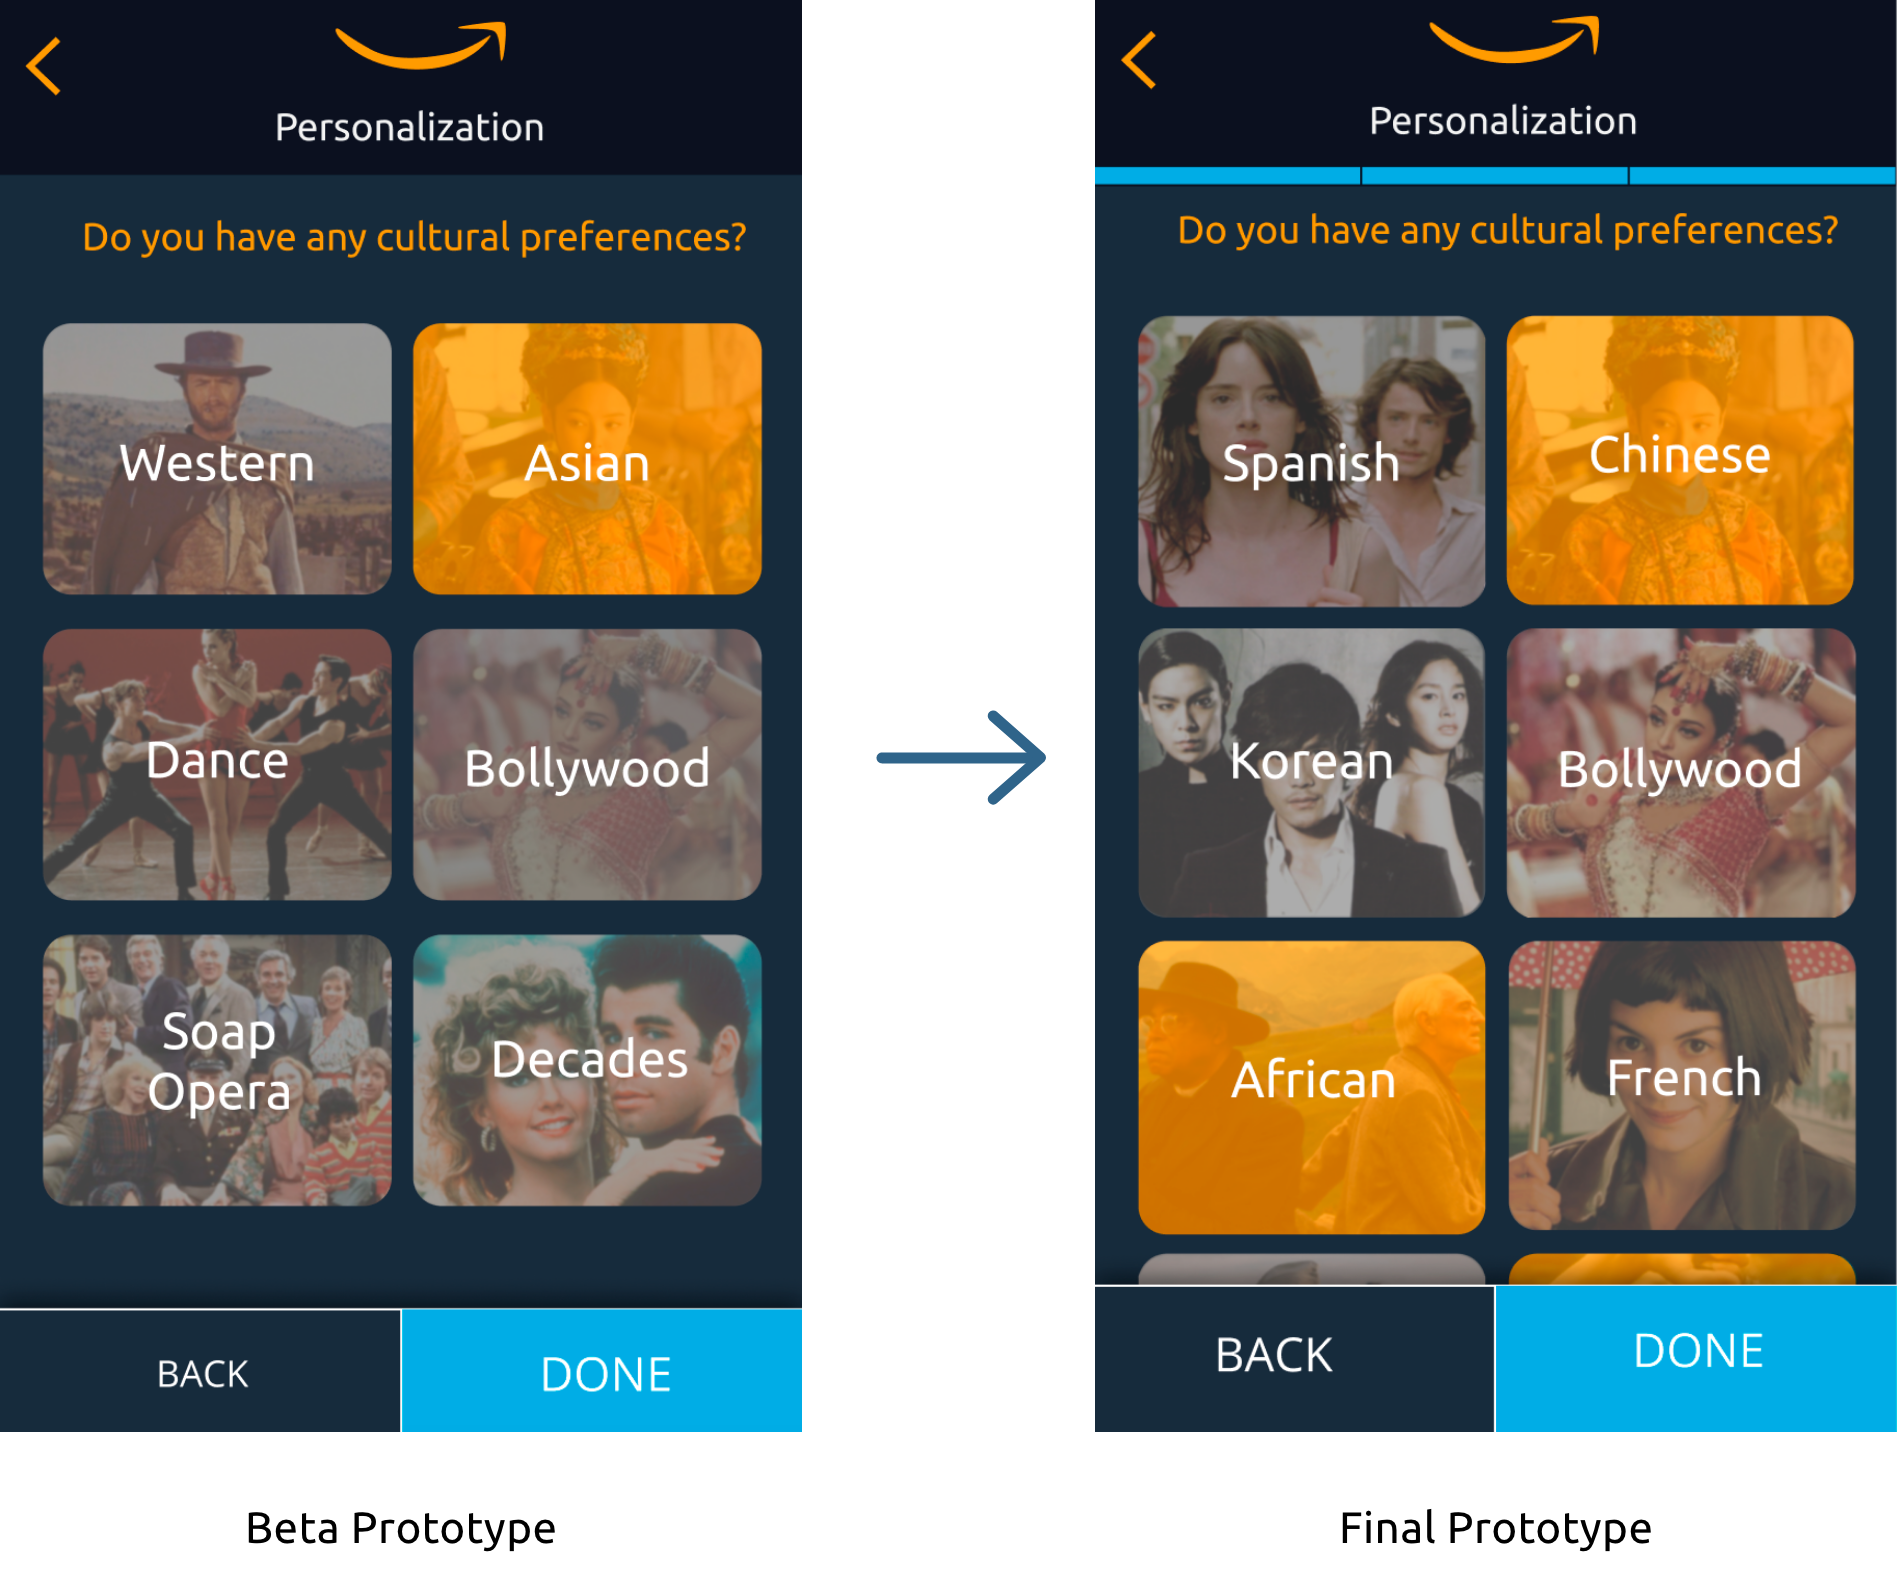 Personalization
Do you have any cultural preferences?
Western
Asian
Dance
Bollywood
Soap
Opera
Decades
BACK
DONE
Beta Prototype
Personalization
Do you have any cultural preferences?
Spanish
Chinese
Korean
Bollywood
African
French
BACK
DONE
Final Prototype